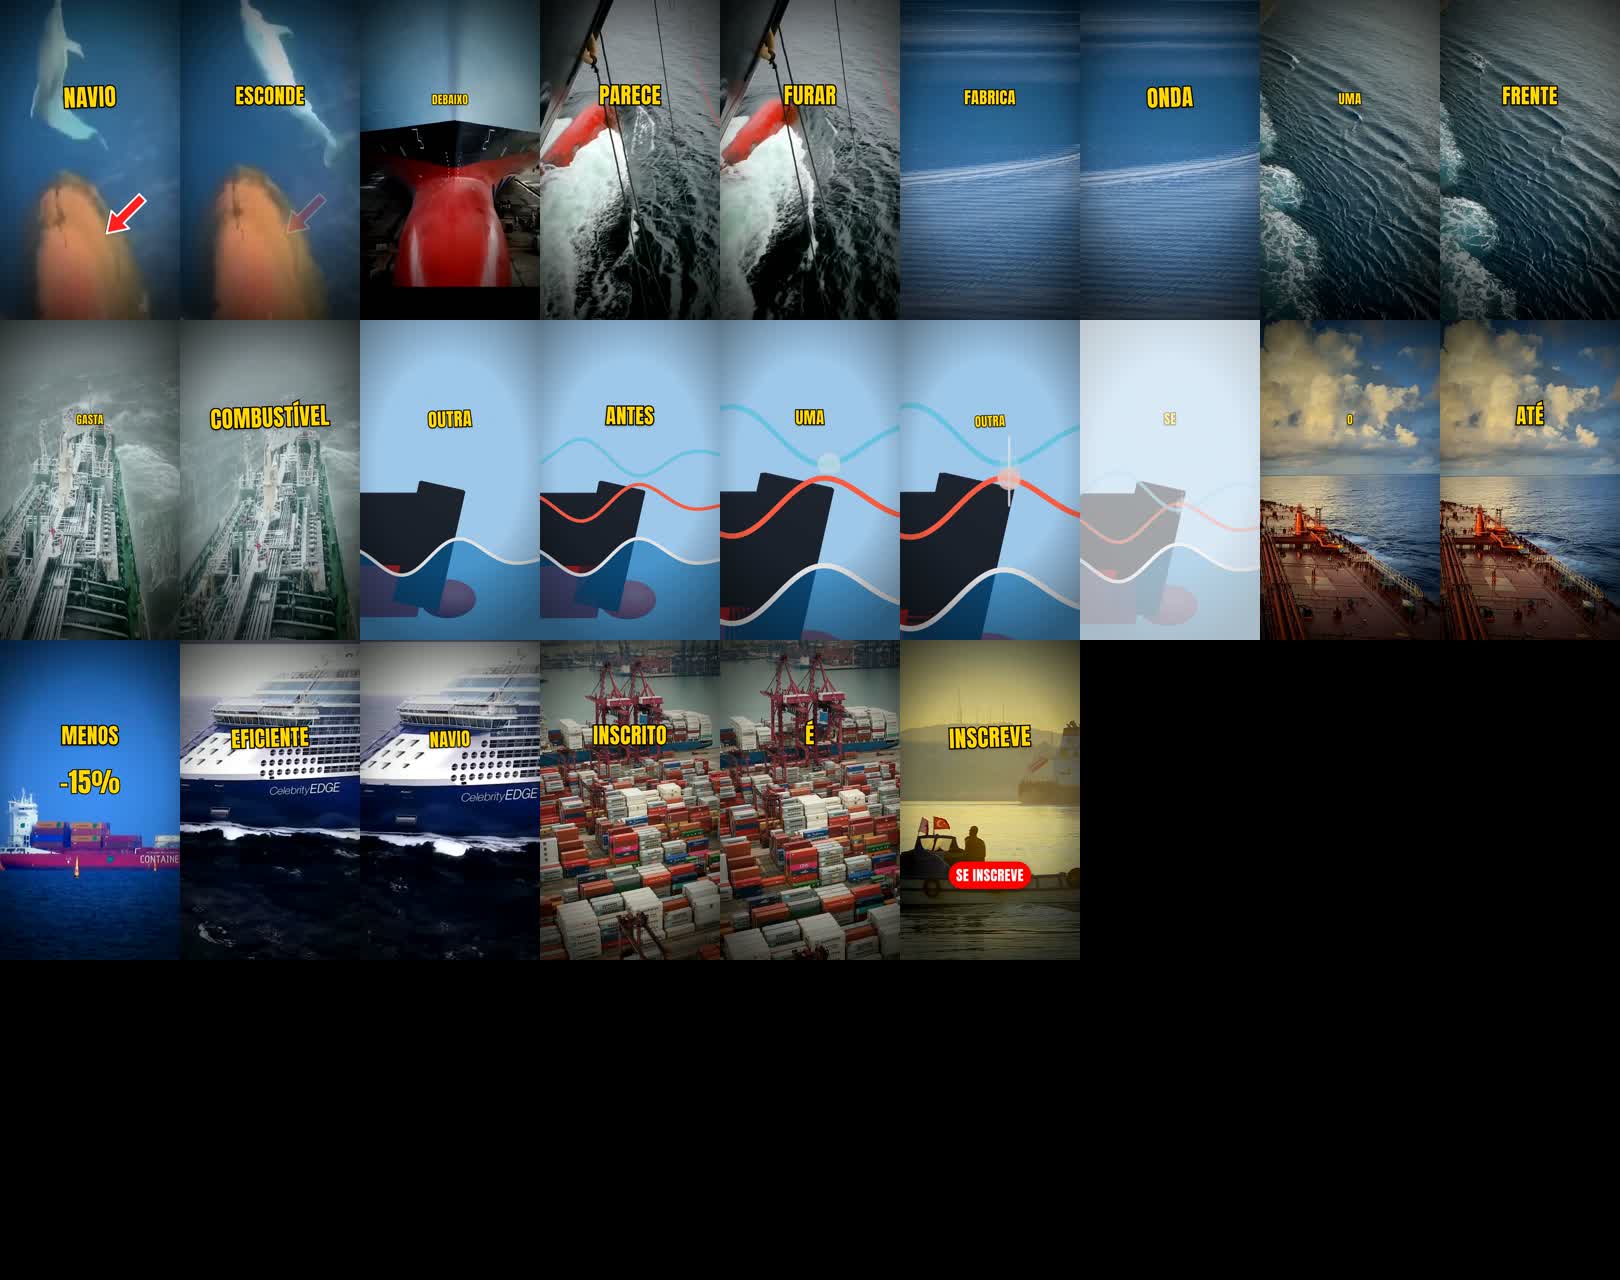 NAVIO
ESCONDE
DEBAIXO
PARECE
FURAR
FABRICA
ONDA
UMA
FRENTE
GASTA
COMBUSTÍVEL
OUTRA
ANTES
UMA
OUTRA
SE
O
ATÉ
MENOS
-15%
CONTAINE
EFICIENTE
CelebrityEDGE
NAVIO
CelebrityEDGE
INSCRITO
É
INSCREVE
SE INSCREVE